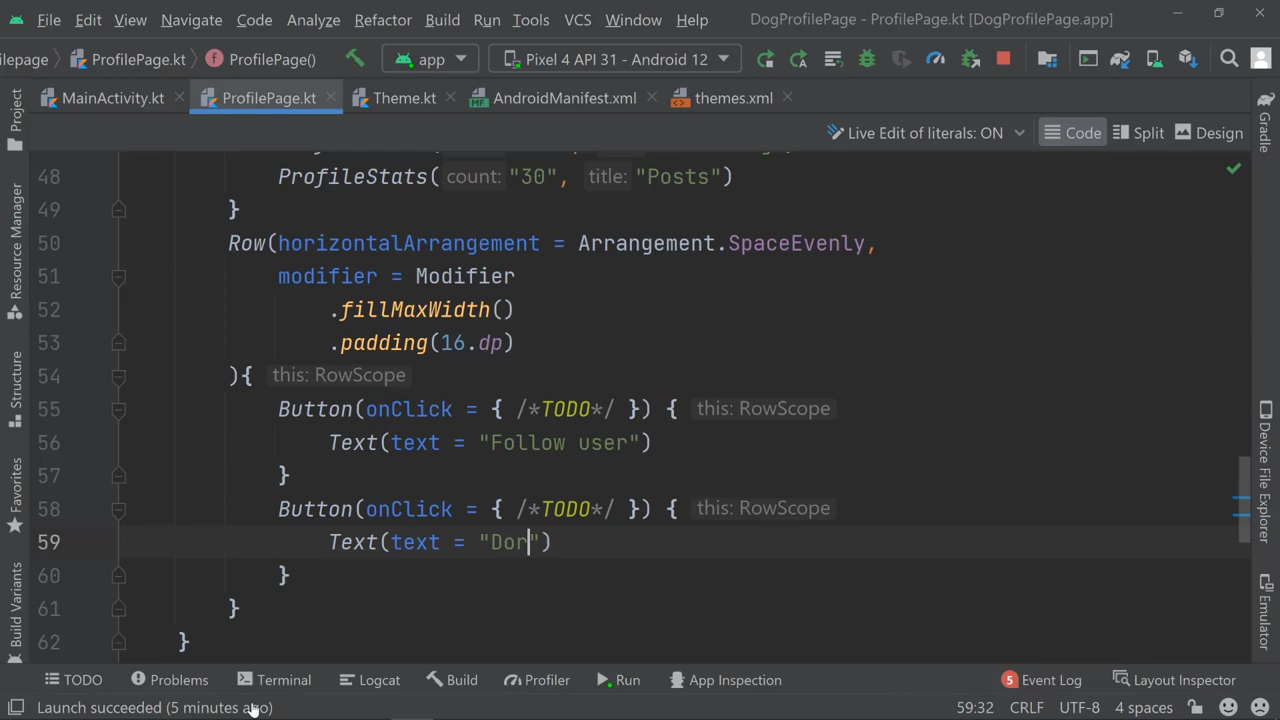 File Edit View Navigate Code Analyze Refactor Build Run Tools VCS Window Help DogProfilePage - ProfilePage.kt [DogProfilePage.app]
ilepage ProfilePage.kt ProfilePage() app Pixel 4 API 31 - Android 12
MainActivity.kt ProfilePage.kt Theme.kt AndroidManifest.xml themes.xml
Live Edit of literals: ON Code Split Design
Project
Resource Manager
Structure
Favorites
Build Variants
48 ProfileStats( count: "30", title: "Posts")
49 }
50 Row(horizontalArrangement = Arrangement.SpaceEvenly,
51 modifier = Modifier
52 .fillMaxWidth()
53 .padding(16.dp)
54 ){ this: RowScope
55 Button(onClick = { /*TODO*/ }) { this: RowScope
56 Text(text = "Follow user")
57 }
58 Button(onClick = { /*TODO*/ }) { this: RowScope
59 Text(text = "Dor")
60 }
61 }
62 }
Gradle
Device File Explorer
Emulator
TODO Problems Terminal Logcat Build Profiler Run App Inspection 5 Event Log Layout Inspector
Launch succeeded (5 minutes ago) 59:32 CRLF UTF-8 4 spaces